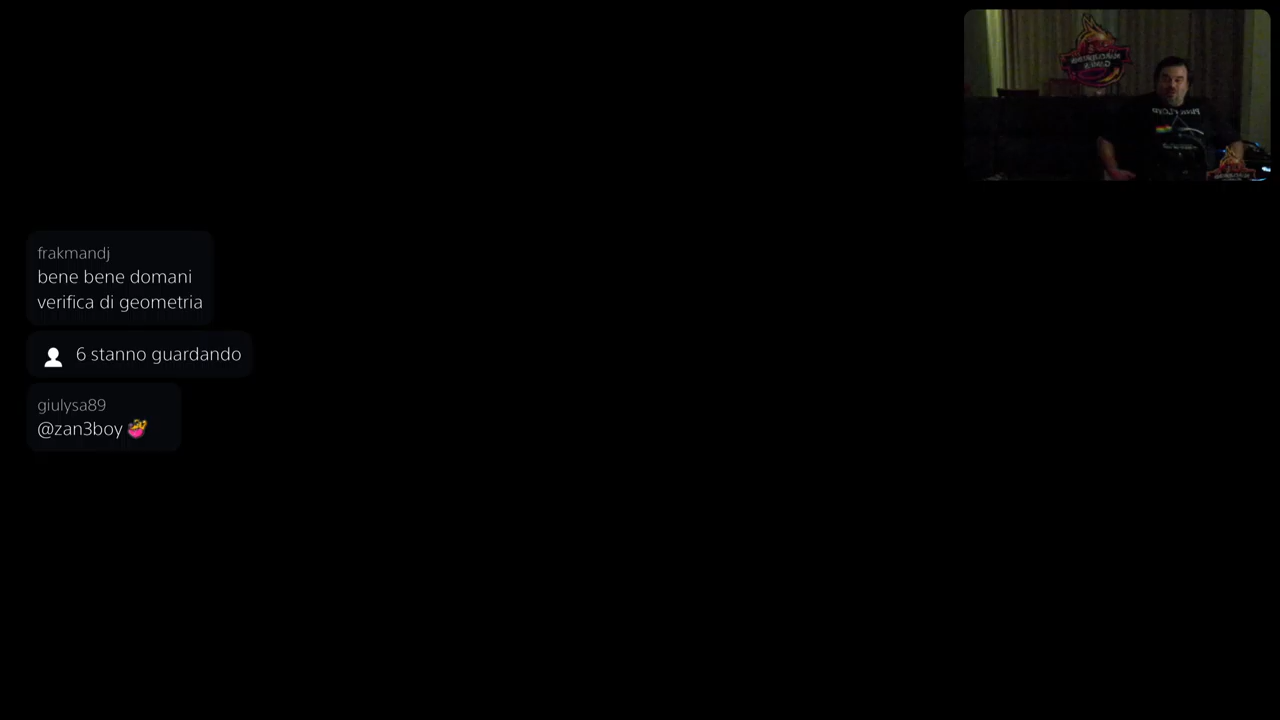 frakmandj
bene bene domani
verifica di geometria
6 stanno guardando
giulysa89
@zan3boy